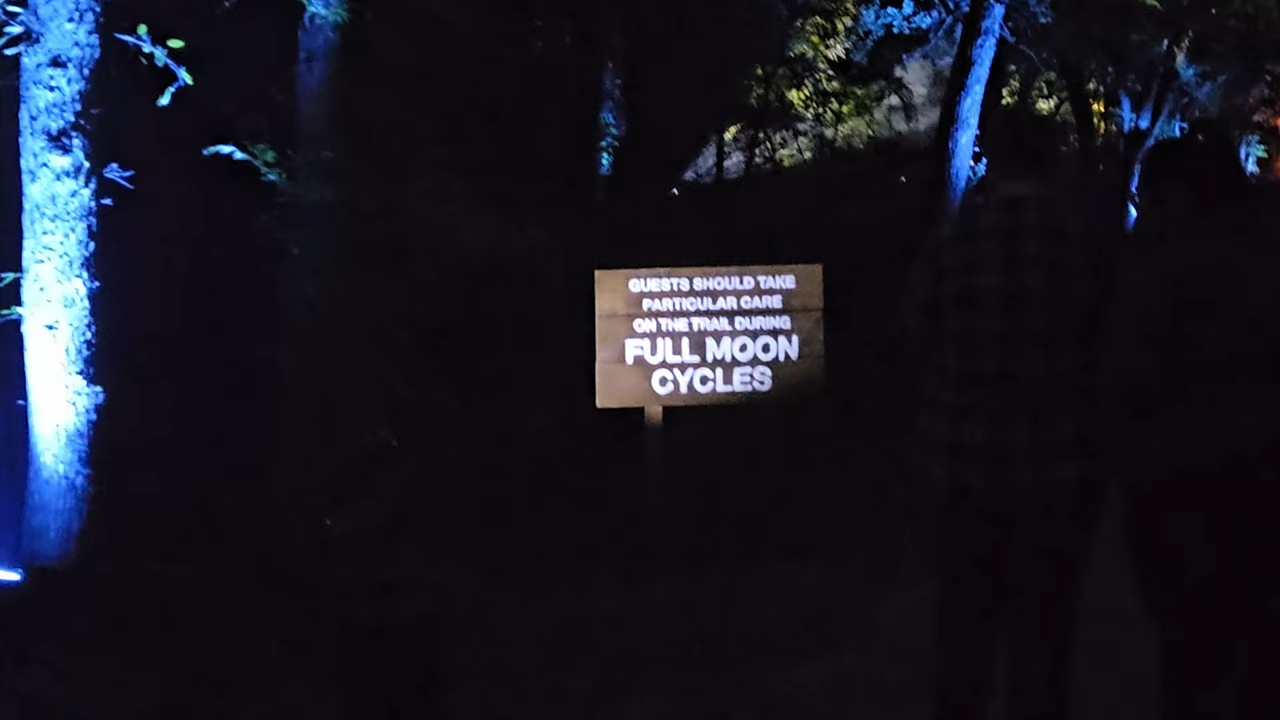 GUESTS SHOULD TAKE
PARTICULAR CARE
ON THE TRAIL DURING
FULL MOON
CYCLES